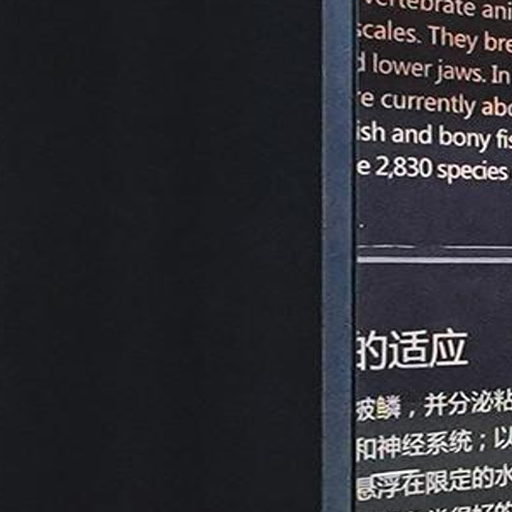 vertebrate ani
scales. They bre
d lower jaws. In
e currently abo
ish and bony fis
e 2,830 species
的适应
被鳞，并分泌粘
和神经系统；以
悬浮在限定的水